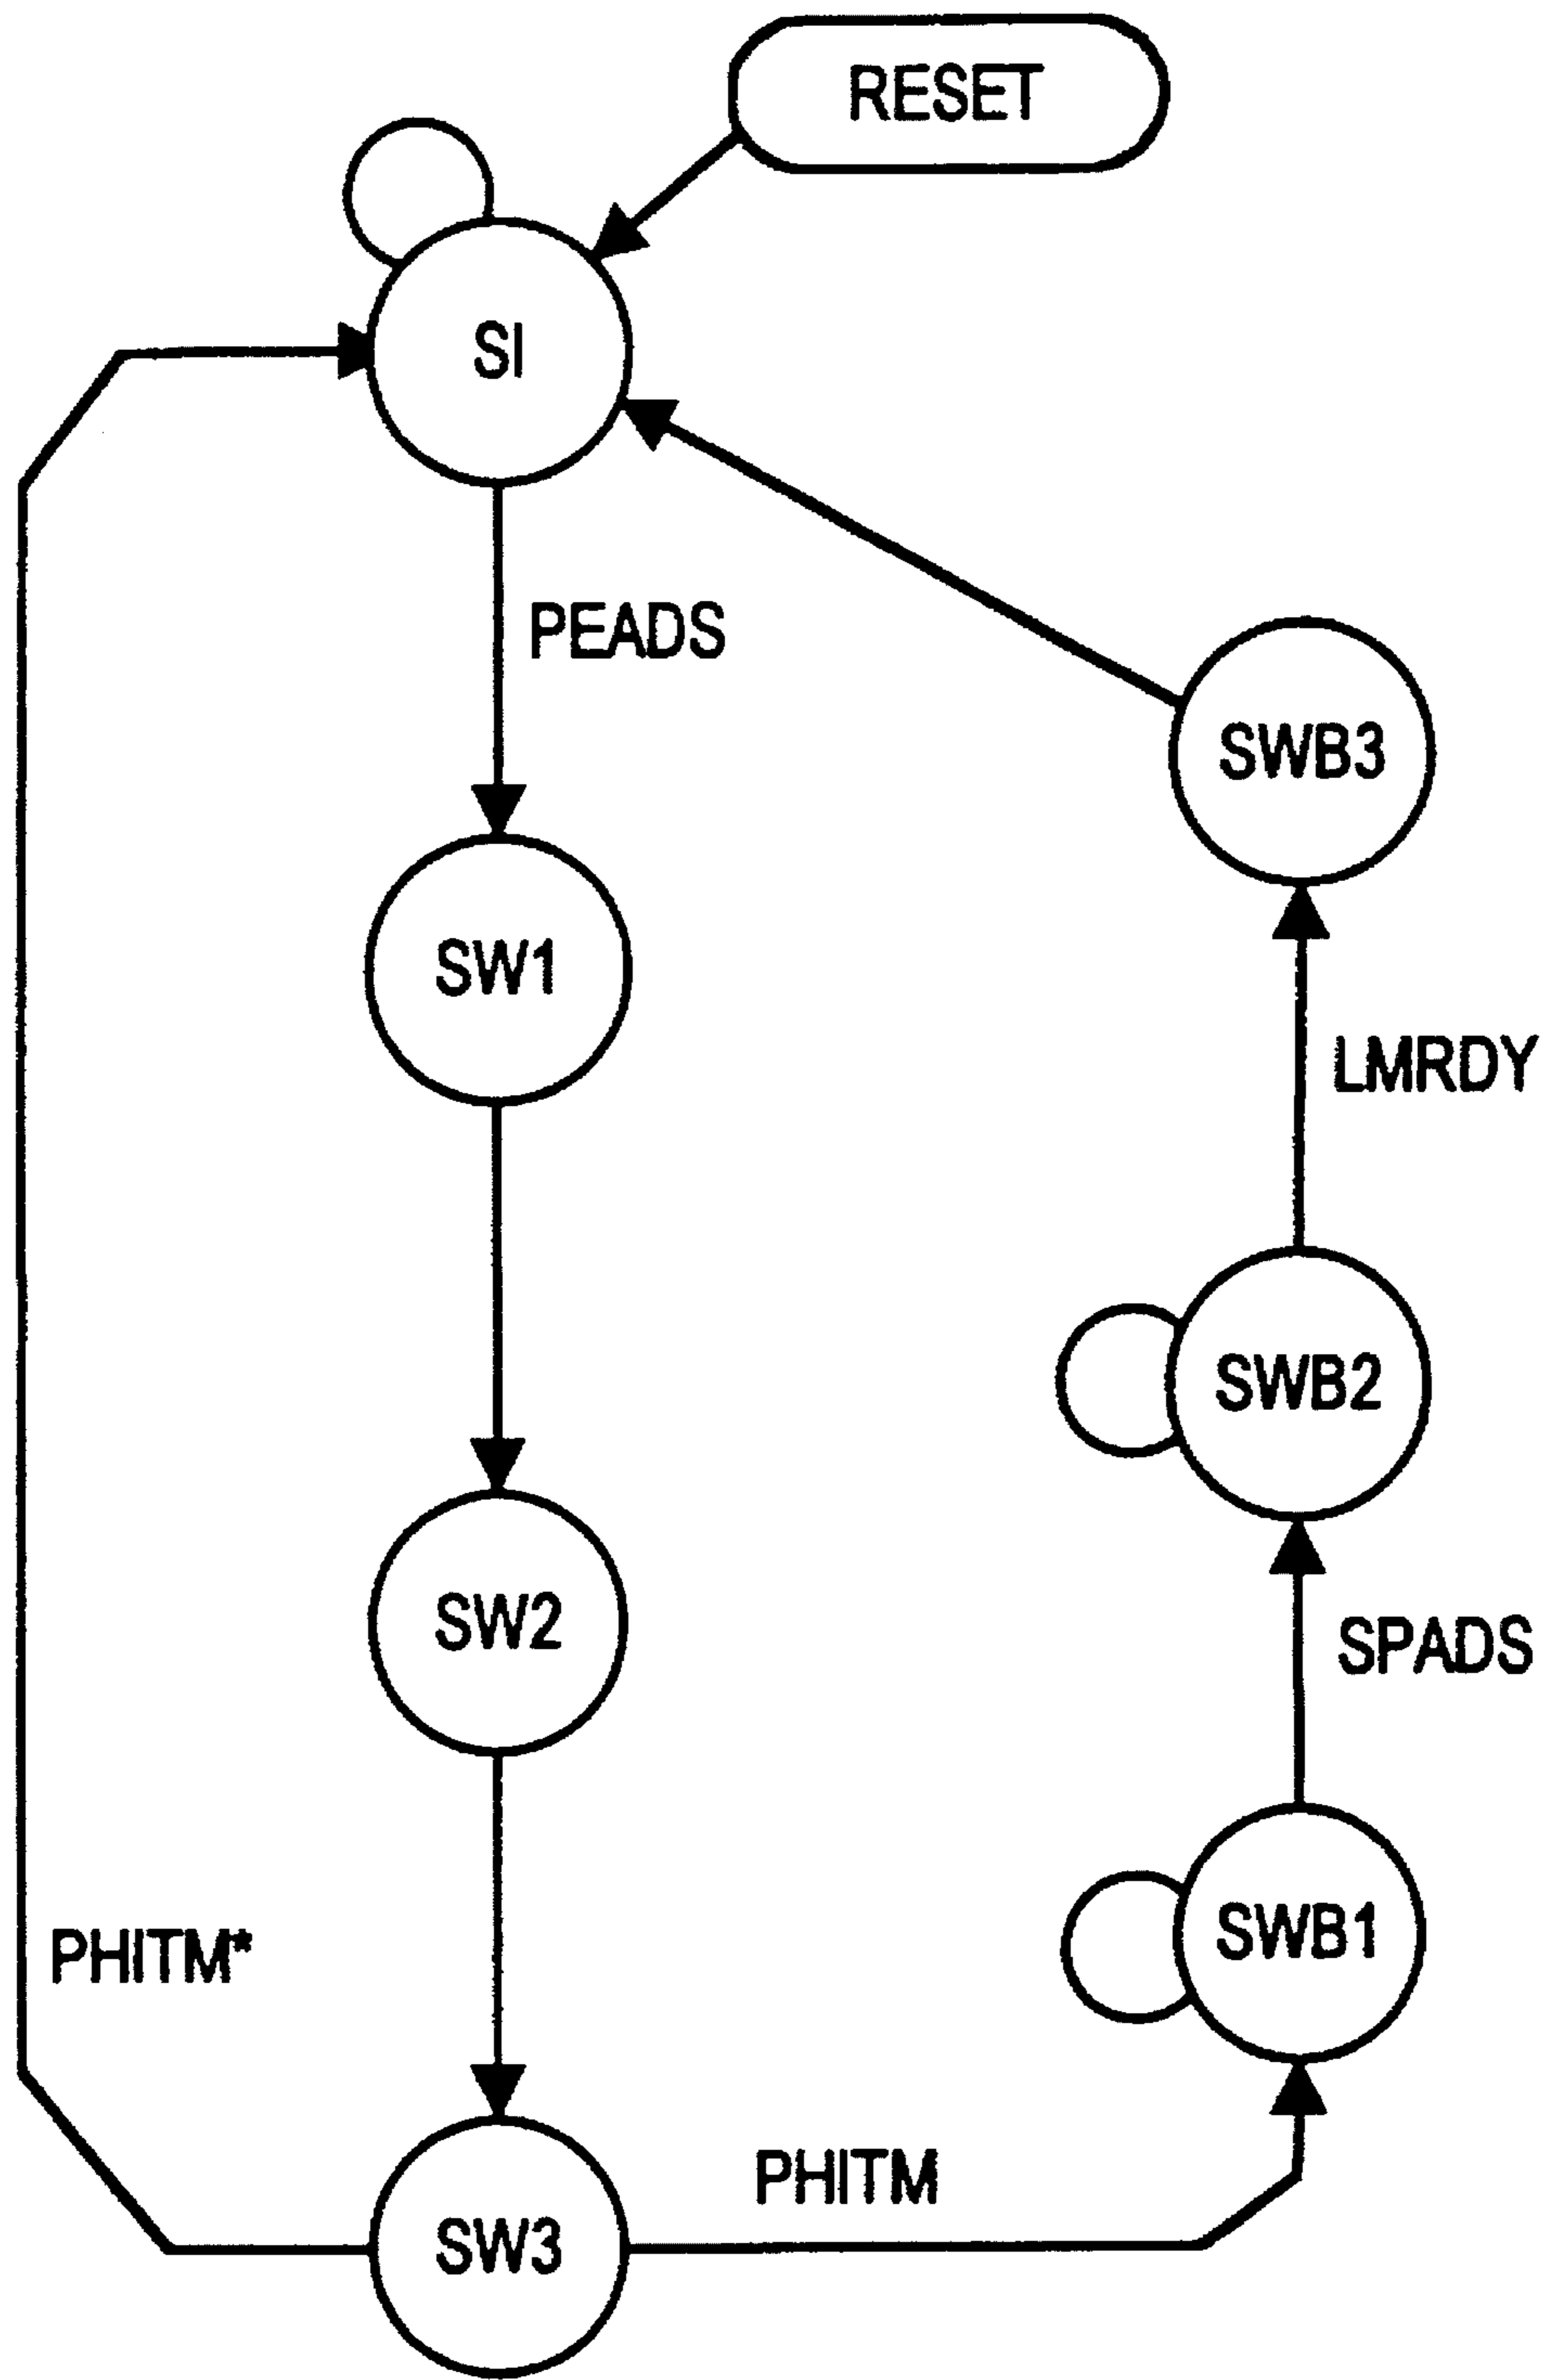 RESET
SI
PEADS
SWB3
SW1
LMRDY
SWB2
SW2
SPADS
SWB1
PHITM*
PHITM
SW3